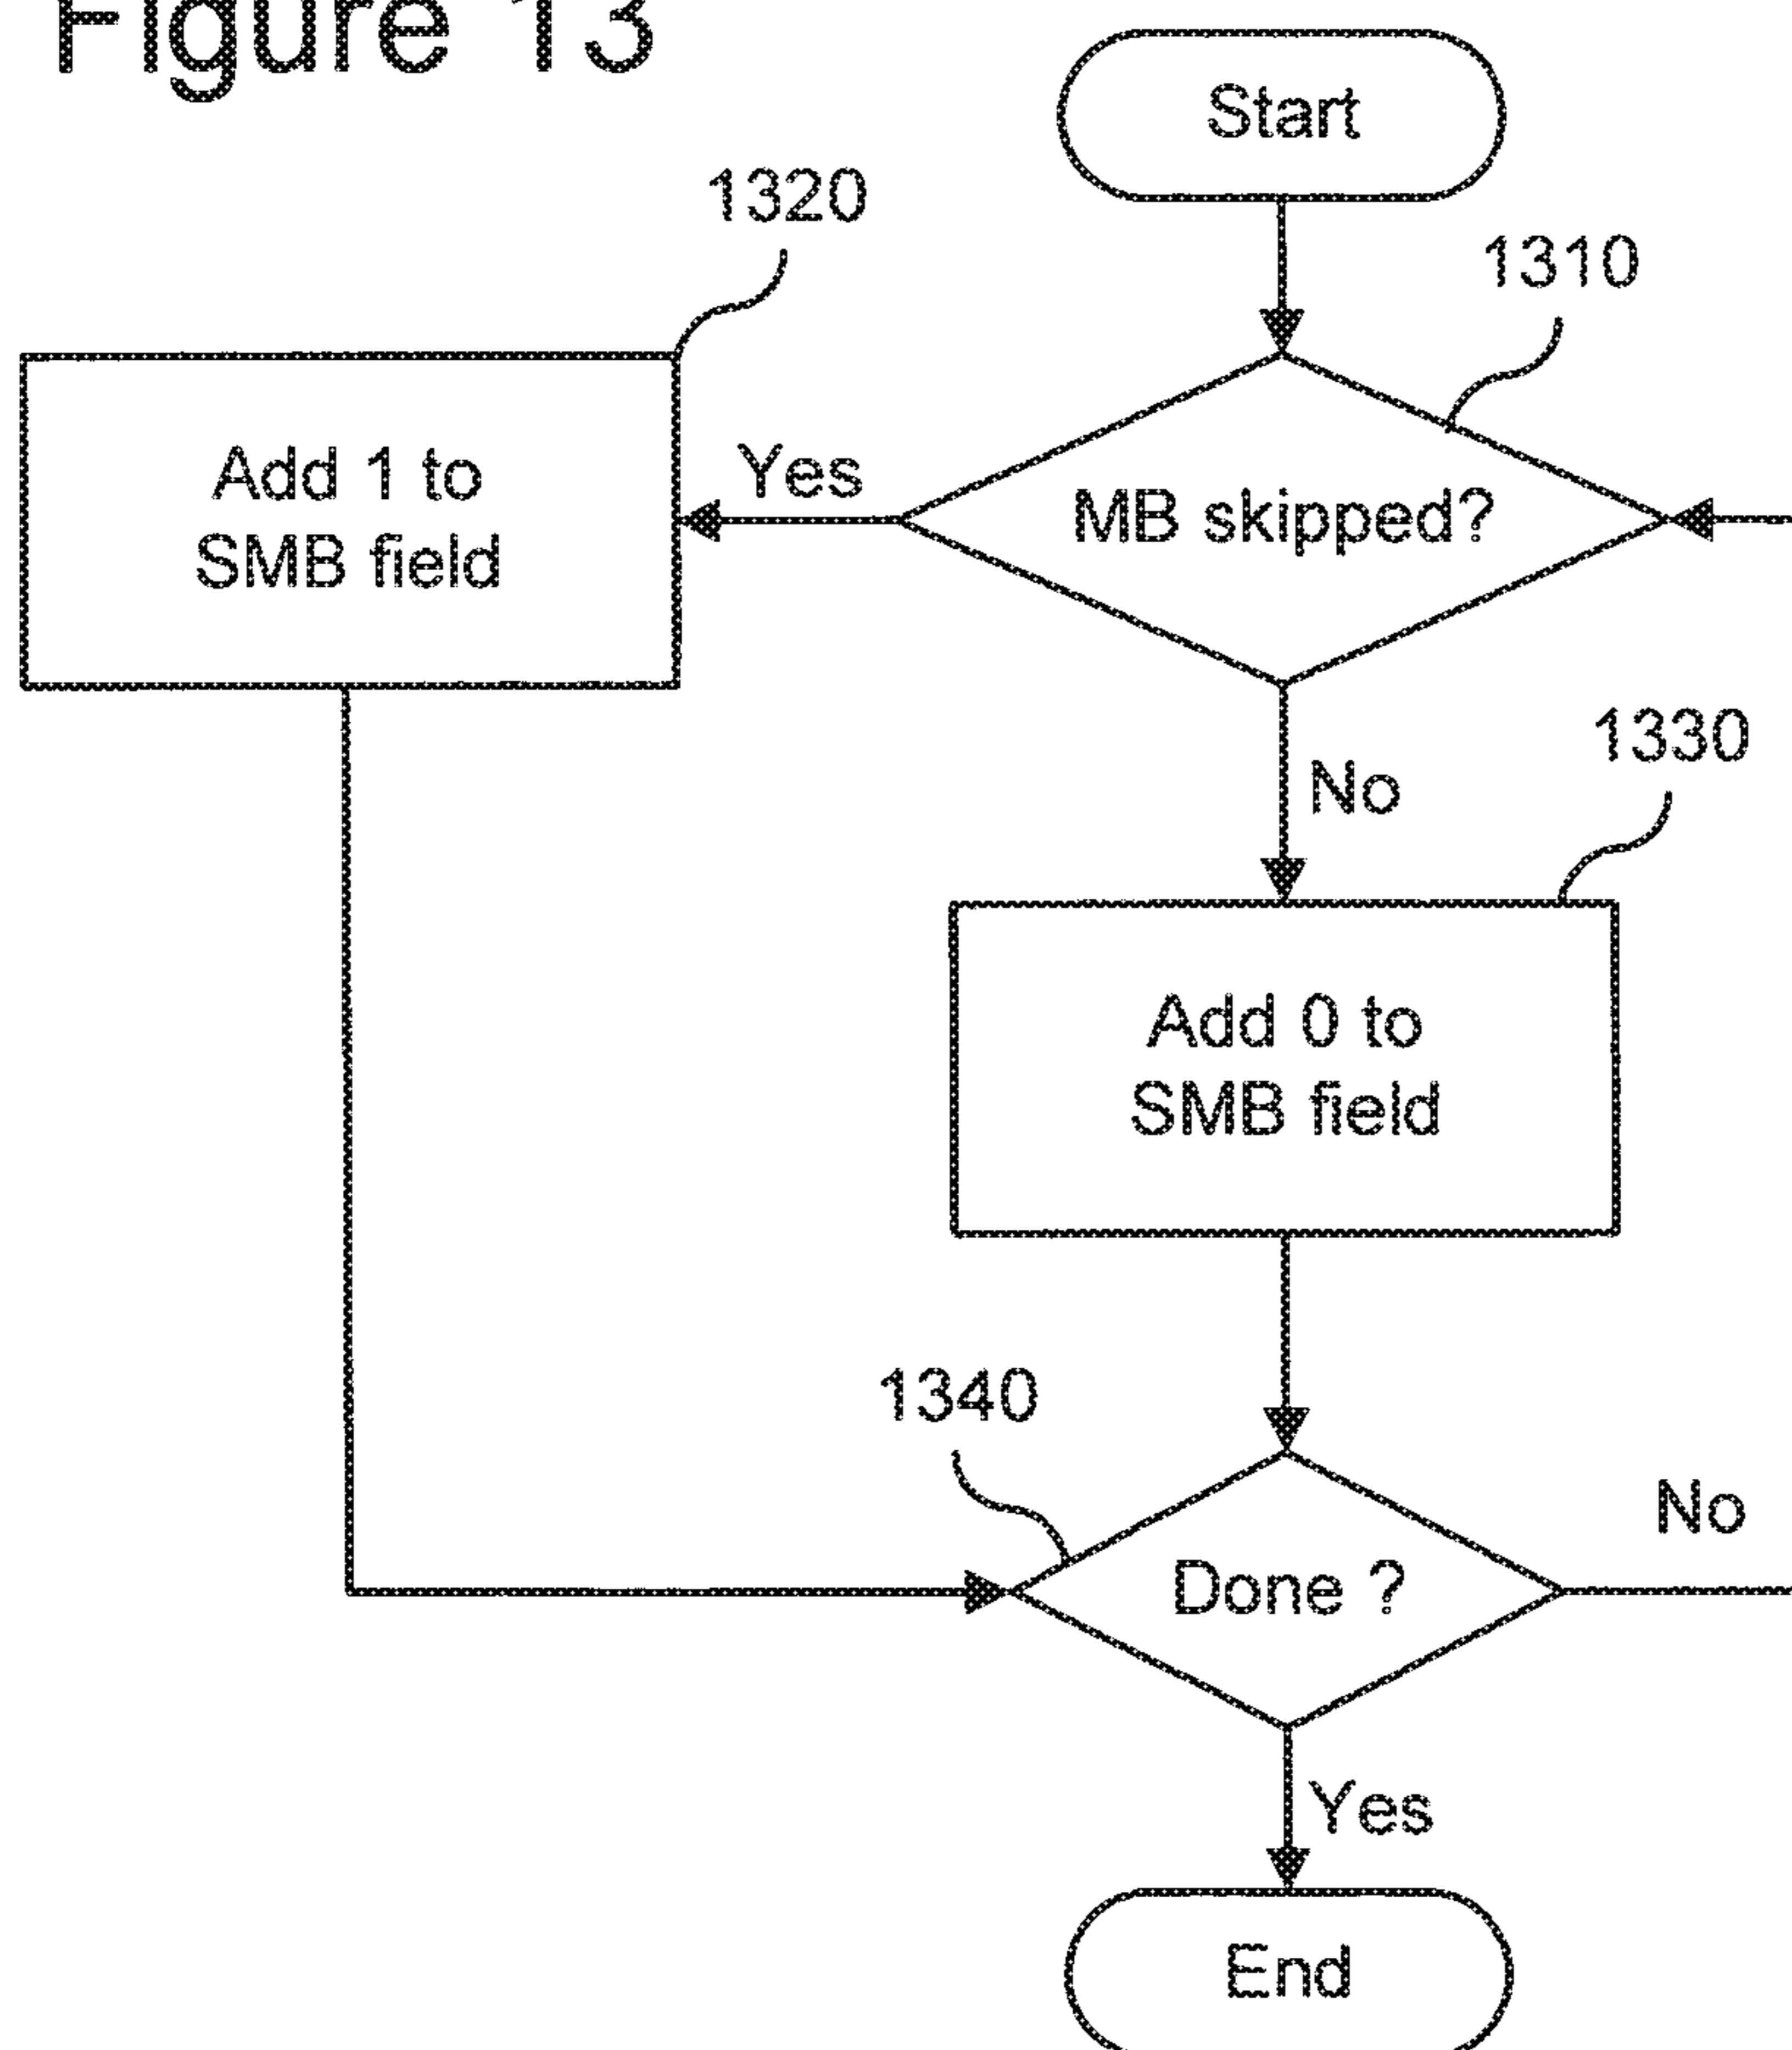 Figure 13
Start
1320
1310
Add 1 to
SMB field
Yes
MB skipped?
1330
No
Add 0 to
SMB field
1340
No
Done ?
Yes
End